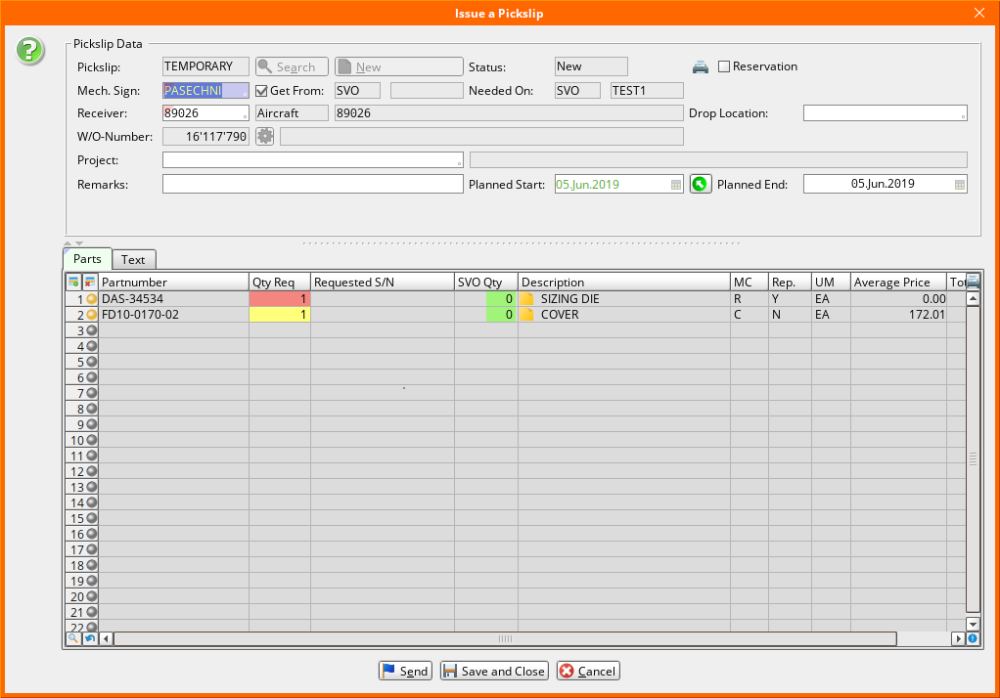 Issue a Pickslip
Pickslip Data
Pickslip: TEMPORARY Search New Status: New Reservation
Mech. Sign: PASECHNI Get From: SVO Needed On: SVO TEST1
Receiver: 89026 Aircraft 89026 Drop Location:
W/O-Number: 16'117'790
Project:
Remarks: Planned Start: 05.Jun.2019 Planned End: 05.Jun.2019
Parts Text
Partnumber Qty Req Requested S/N SVO Qty Description MC Rep. UM Average Price Tot
1 DAS-34534 1 0 SIZING DIE R Y EA 0.00
2 FD10-0170-02 1 0 COVER C N EA 172.01
3
4
5
6
7
8
9
10
11
12
13
14
15
16
17
18
19
20
21
22
Send Save and Close Cancel